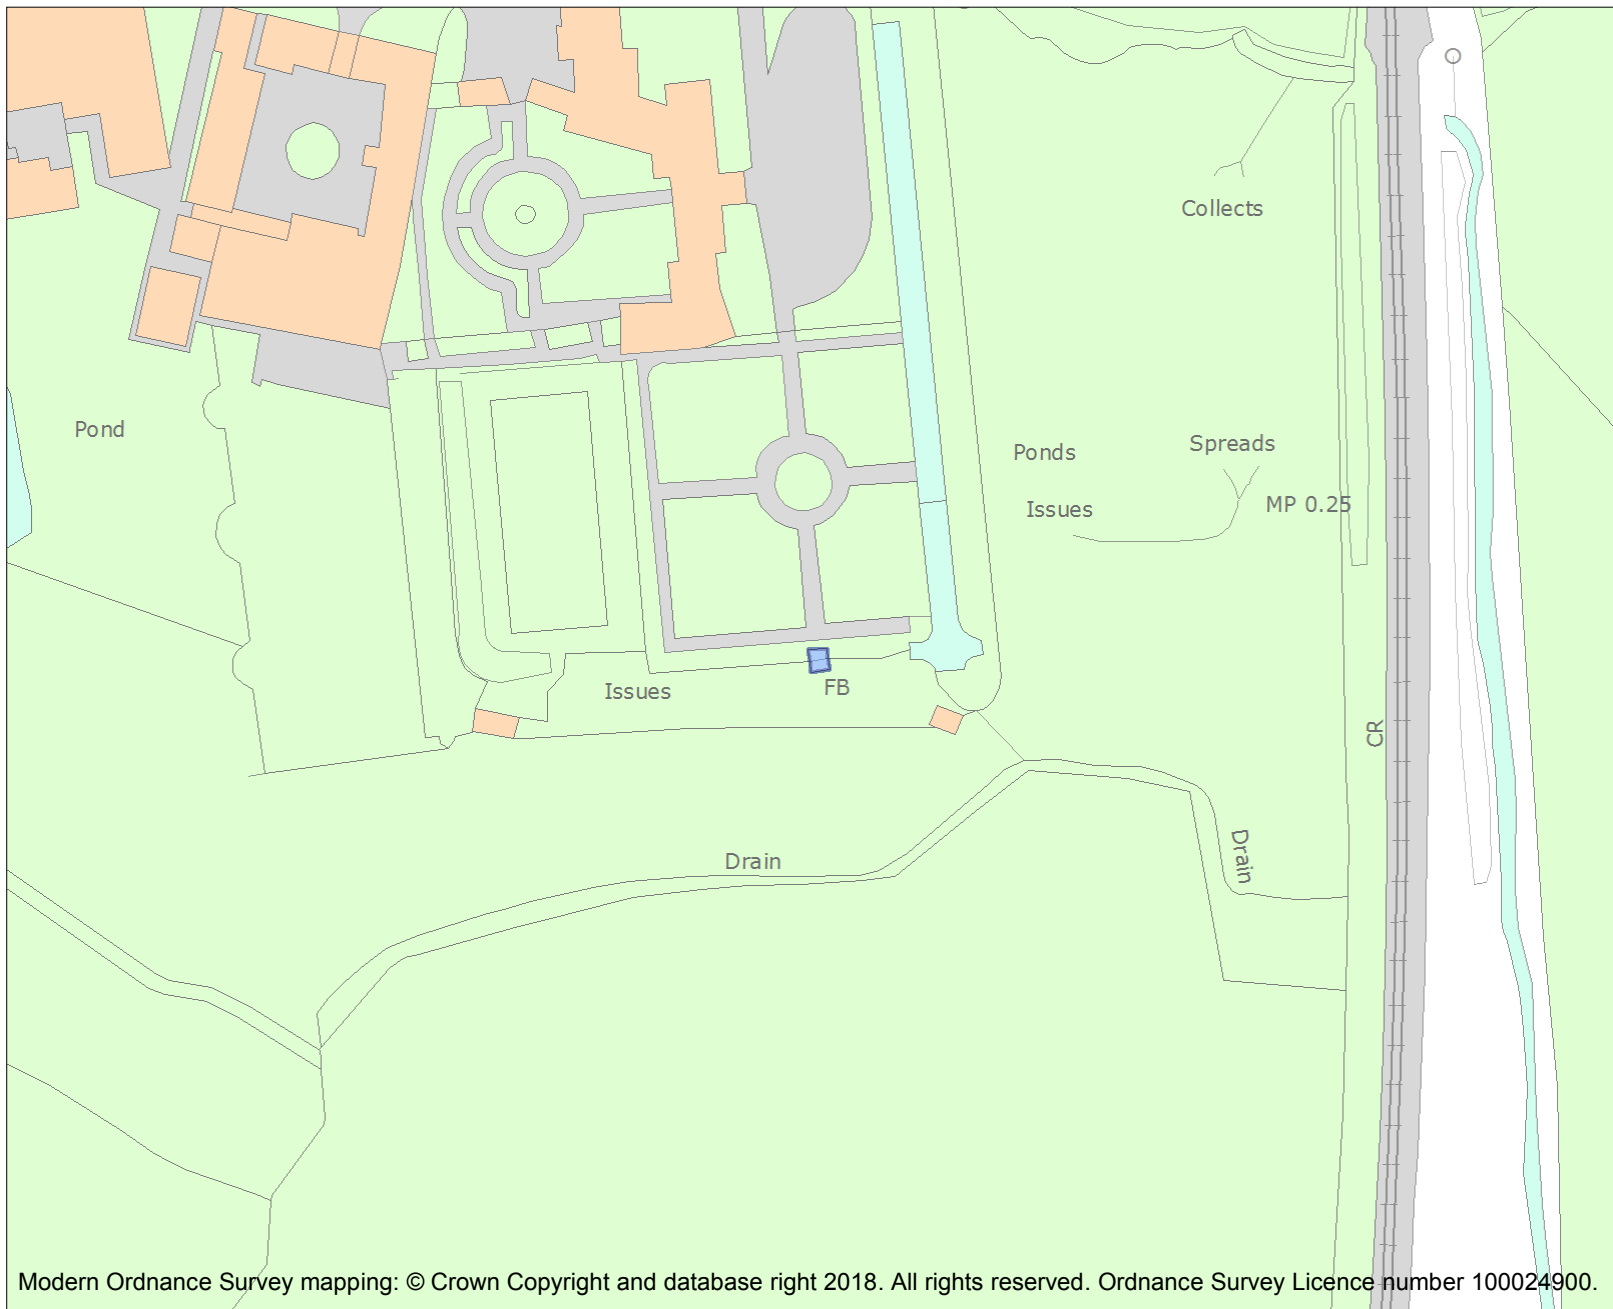 Collects
Pond
Ponds
Spreads
Issues
MP 0.25
Issues
FB
CR
Drain
Drain
Modern Ordnance Survey mapping: © Crown Copyright and database right 2018. All rights reserved. Ordnance Survey Licence number 100024900.